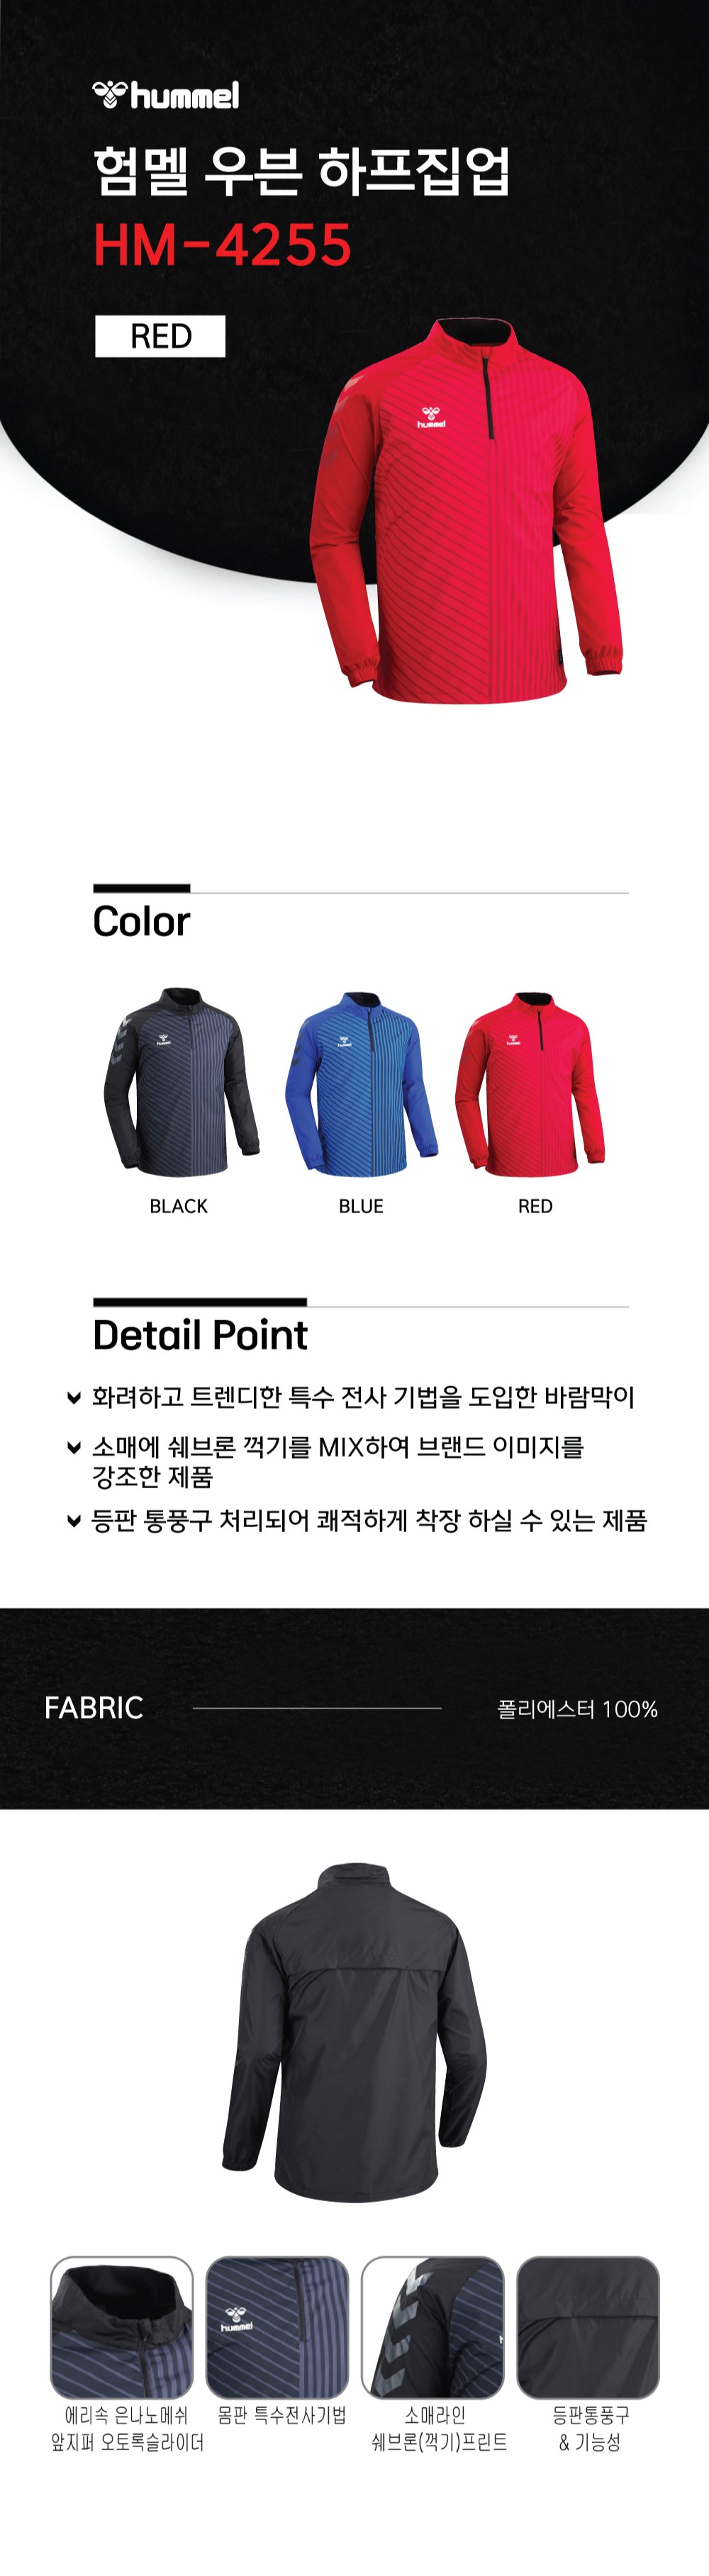 hummel
험멜 우븐 하프집업
HM-4255
RED
hummel
Color
hummel
hummel
hummel
BLACK
BLUE
RED
Detail Point
화려하고 트렌디한 특수 전사 기법을 도입한 바람막이
소매에 쉐브론 꺽기를 MIX하여 브랜드 이미지를
강조한 제품
등판 통풍구 처리되어 쾌적하게 착장 하실 수 있는 제품
FABRIC
폴리에스터 100%
hummel
에리속 은나노메쉬
앞지퍼 오토록슬라이더
몸판 특수전사기법
소매라인
쉐브론(꺽기)프린트
등판통풍구
& 기능성